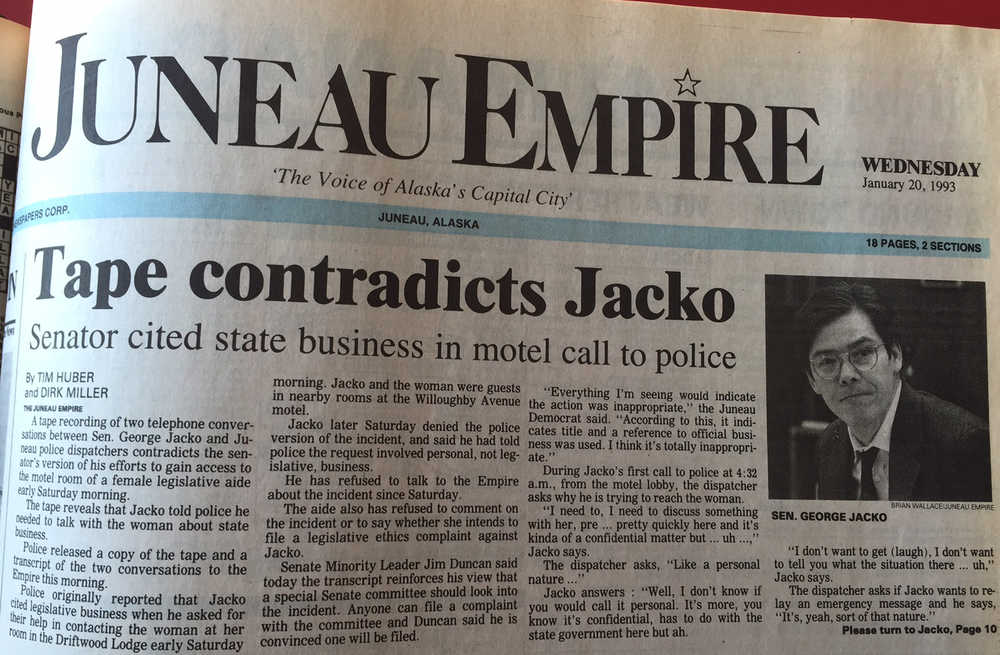 JUNEAU EMPIRE
'The Voice of Alaska's Capital City'
WEDNESDAY
January 20, 1993
CORP.
JUNEAU, ALASKA
18 PAGES, 2 SECTIONS
Tape contradicts Jacko
Senator cited state business in motel call to police
By TIM HUBER
and DIRK MILLER
THE JUNEAU EMPIRE
A tape recording of two telephone conver-
sations between Sen. George Jacko and Ju-
neau police dispatchers contradicts the sen-
ator's version of his efforts to gain access to
the motel room of a female legislative aide
early Saturday morning.
The tape reveals that Jacko told police he
needed to talk with the woman about state
business.
Police released a copy of the tape and a
transcript of the two conversations to the
Empire this morning.
Police originally reported that Jacko
cited legislative business when he asked for
their help in contacting the woman at her
room in the Driftwood Lodge early Saturday
morning. Jacko and the woman were guests
in nearby rooms at the Willoughby Avenue
motel.
Jacko later Saturday denied the police
version of the incident, and said he had told
police the request involved personal, not leg-
islative, business.
He has refused to talk to the Empire
about the incident since Saturday.
The aide also has refused to comment on
the incident or to say whether she intends to
file a legislative ethics complaint against
Jacko.
Senate Minority Leader Jim Duncan said
today the transcript reinforces his view that
a special Senate committee should look into
the incident. Anyone can file a complaint
with the committee and Duncan said he is
convinced one will be filed.
"Everything I'm seeing would indicate
the action was inappropriate," the Juneau
Democrat said. "According to this, it indi-
cates title and a reference to official busi-
ness was used. I think it's totally inappropri-
ate."
During Jacko's first call to police at 4:32
a.m., from the motel lobby, the dispatcher
asks why he is trying to reach the woman.
"I need to, I need to discuss something
with her, pre ... pretty quickly here and it's
kinda of a confidential matter but ... uh ...,"
Jacko says.
The dispatcher asks, "Like a personal
nature ..."
Jacko answers : "Well, I don't know if
you would call it personal. It's more, you
know it's confidential, has to do with the
state government here but ah.
BRIAN WALLACE/JUNEAU EMPIRE
SEN. GEORGE JACKO
"I don't want to get (laugh), I don't want
to tell you what the situation there ... uh,"
Jacko says.
The dispatcher asks if Jacko wants to re-
lay an emergency message and he says,
"It's, yeah, sort of that nature."
Please turn to Jacko, Page 10